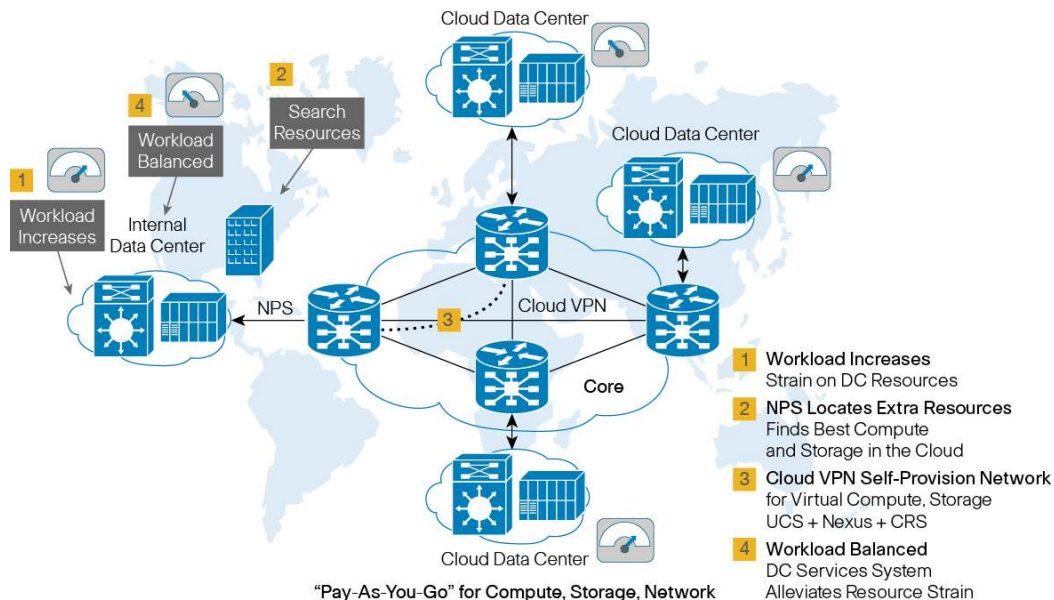 Cloud Data Center
2
4
Search
Resources
Workload
Balanced
Cloud Data Center
1
Workload
Increases
Internal
Data Center
NPS
Cloud VPN
3
Core
1 Workload Increases
Strain on DC Resources
2 NPS Locates Extra Resources
Finds Best Compute
and Storage in the Cloud
3 Cloud VPN Self-Provision Network
for Virtual Compute, Storage
UCS + Nexus + CRS
4 Workload Balanced
DC Services System
Alleviates Resource Strain
Cloud Data Center
“Pay-As-You-Go” for Compute, Storage, Network